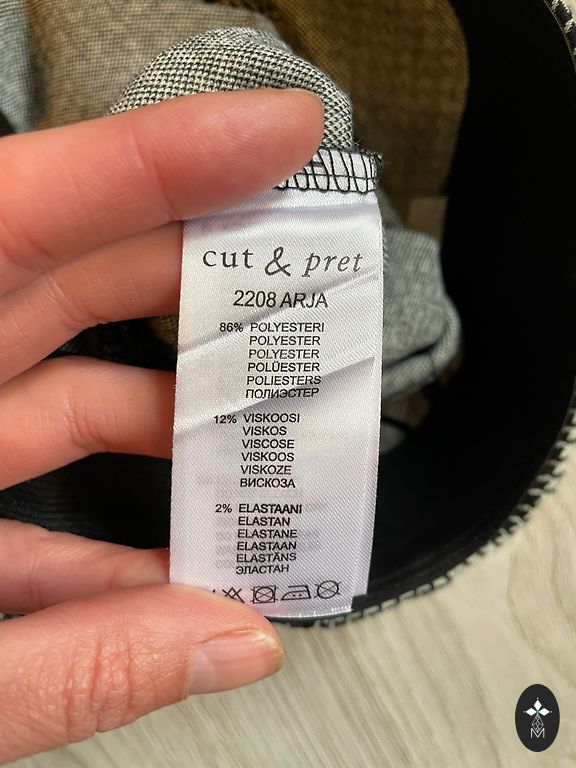 cut & pret
2208 ARJA
86% POLYESTERI
POLYESTER
POLYESTER
POLÜESTER
POLIESTERS
ПОЛИЭСТЕР
12% VISKOOSI
VISKOS
VISCOSE
VISKOOS
VISKOZE
ВИСКОЗА
2% ELASTAANI
ELASTAN
ELASTANE
ELASTAAN
ELASTĀNS
ЭЛАСТАН
M